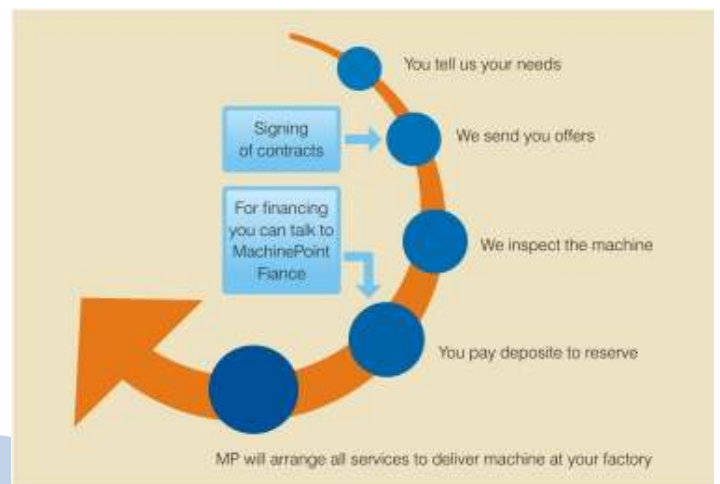 You tell us your needs
Signing
of contracts
We send you offers
For financing
you can talk to
MachinePoint
Fiance
We inspect the machine
You pay deposite to reserve
MP will arrange all services to deliver machine at your factory